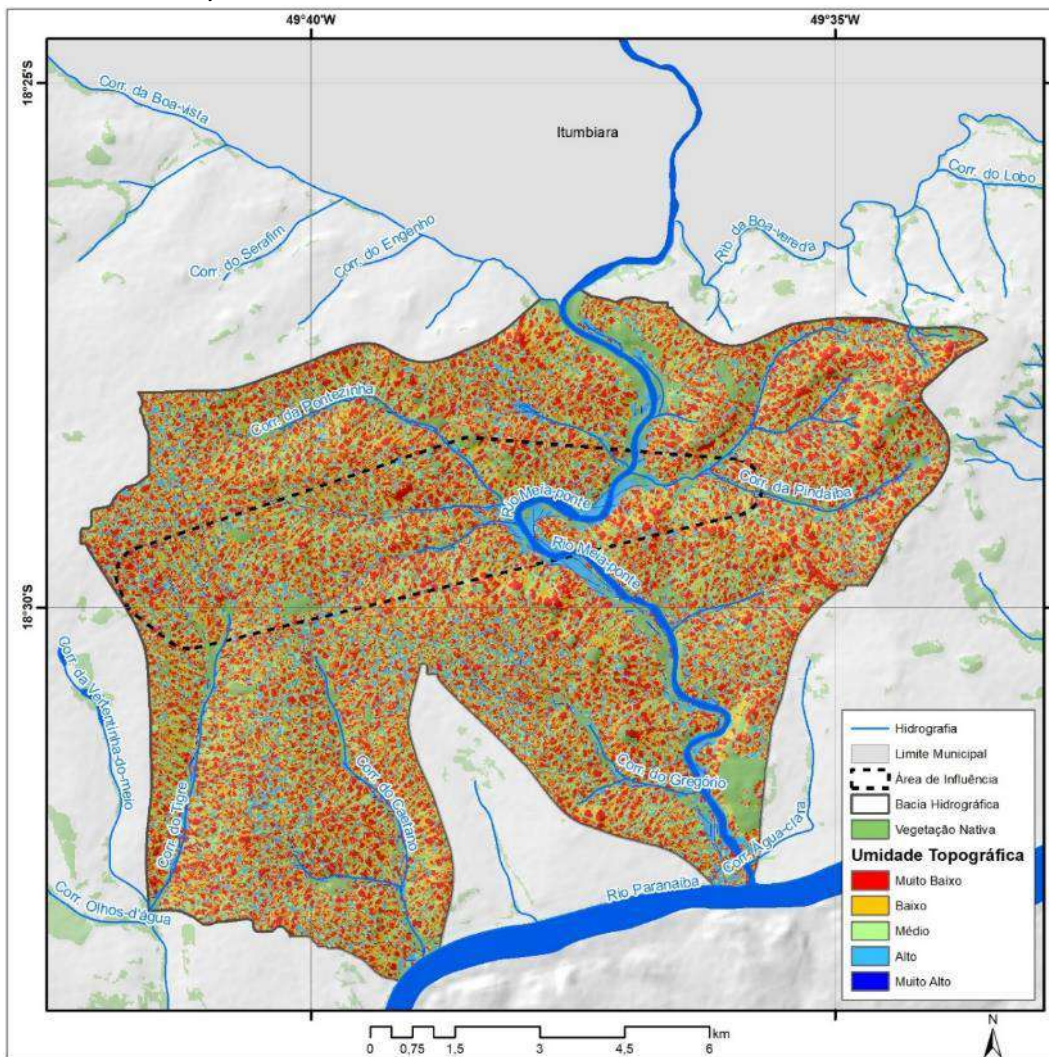 49°40'W
49°35'W
18°25'S
Corr. da Boa-vista
Itumbiara
Corr. do Lobo
Rib da Boa-vereda
Corr. do Serafim
Corr. do Engenho
Corr. da Pontezinha
Corr. da Pindaíba
Rio Meia-ponte
Rio Meia-ponte
18°30'S
Corr. da Vertentinha-do-meio
Corr. do Tigre
Corr. do Caetano
Corr. do Gregório
Corr. Água-clara
Rio Paranaíba
Corr. Olhos-d'água
Hidrografia
Limite Municipal
Área de Influência
Bacia Hidrográfica
Vegetação Nativa
Umidade Topográfica
Muito Baixo
Baixo
Médio
Alto
Muito Alto
km
0 0,75 1,5 3 4,5 6
N